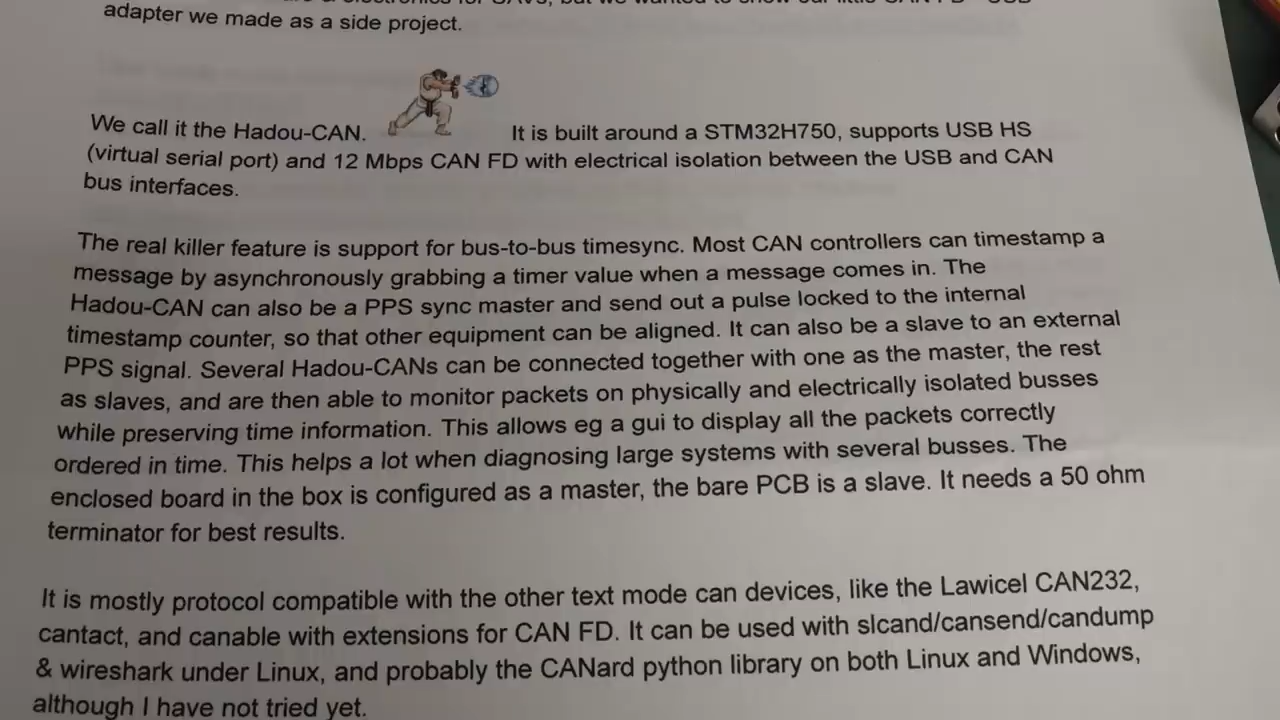 adapter we made as a side project.
We call it the Hadou-CAN. It is built around a STM32H750, supports USB HS
(virtual serial port) and 12 Mbps CAN FD with electrical isolation between the USB and CAN
bus interfaces.
The real killer feature is support for bus-to-bus timesync. Most CAN controllers can timestamp a
message by asynchronously grabbing a timer value when a message comes in. The
Hadou-CAN can also be a PPS sync master and send out a pulse locked to the internal
timestamp counter, so that other equipment can be aligned. It can also be a slave to an external
PPS signal. Several Hadou-CANs can be connected together with one as the master, the rest
as slaves, and are then able to monitor packets on physically and electrically isolated busses
while preserving time information. This allows eg a gui to display all the packets correctly
ordered in time. This helps a lot when diagnosing large systems with several busses. The
enclosed board in the box is configured as a master, the bare PCB is a slave. It needs a 50 ohm
terminator for best results.
It is mostly protocol compatible with the other text mode can devices, like the Lawicel CAN232,
cantact, and canable with extensions for CAN FD. It can be used with slcand/cansend/candump
& wireshark under Linux, and probably the CANard python library on both Linux and Windows,
although I have not tried yet.